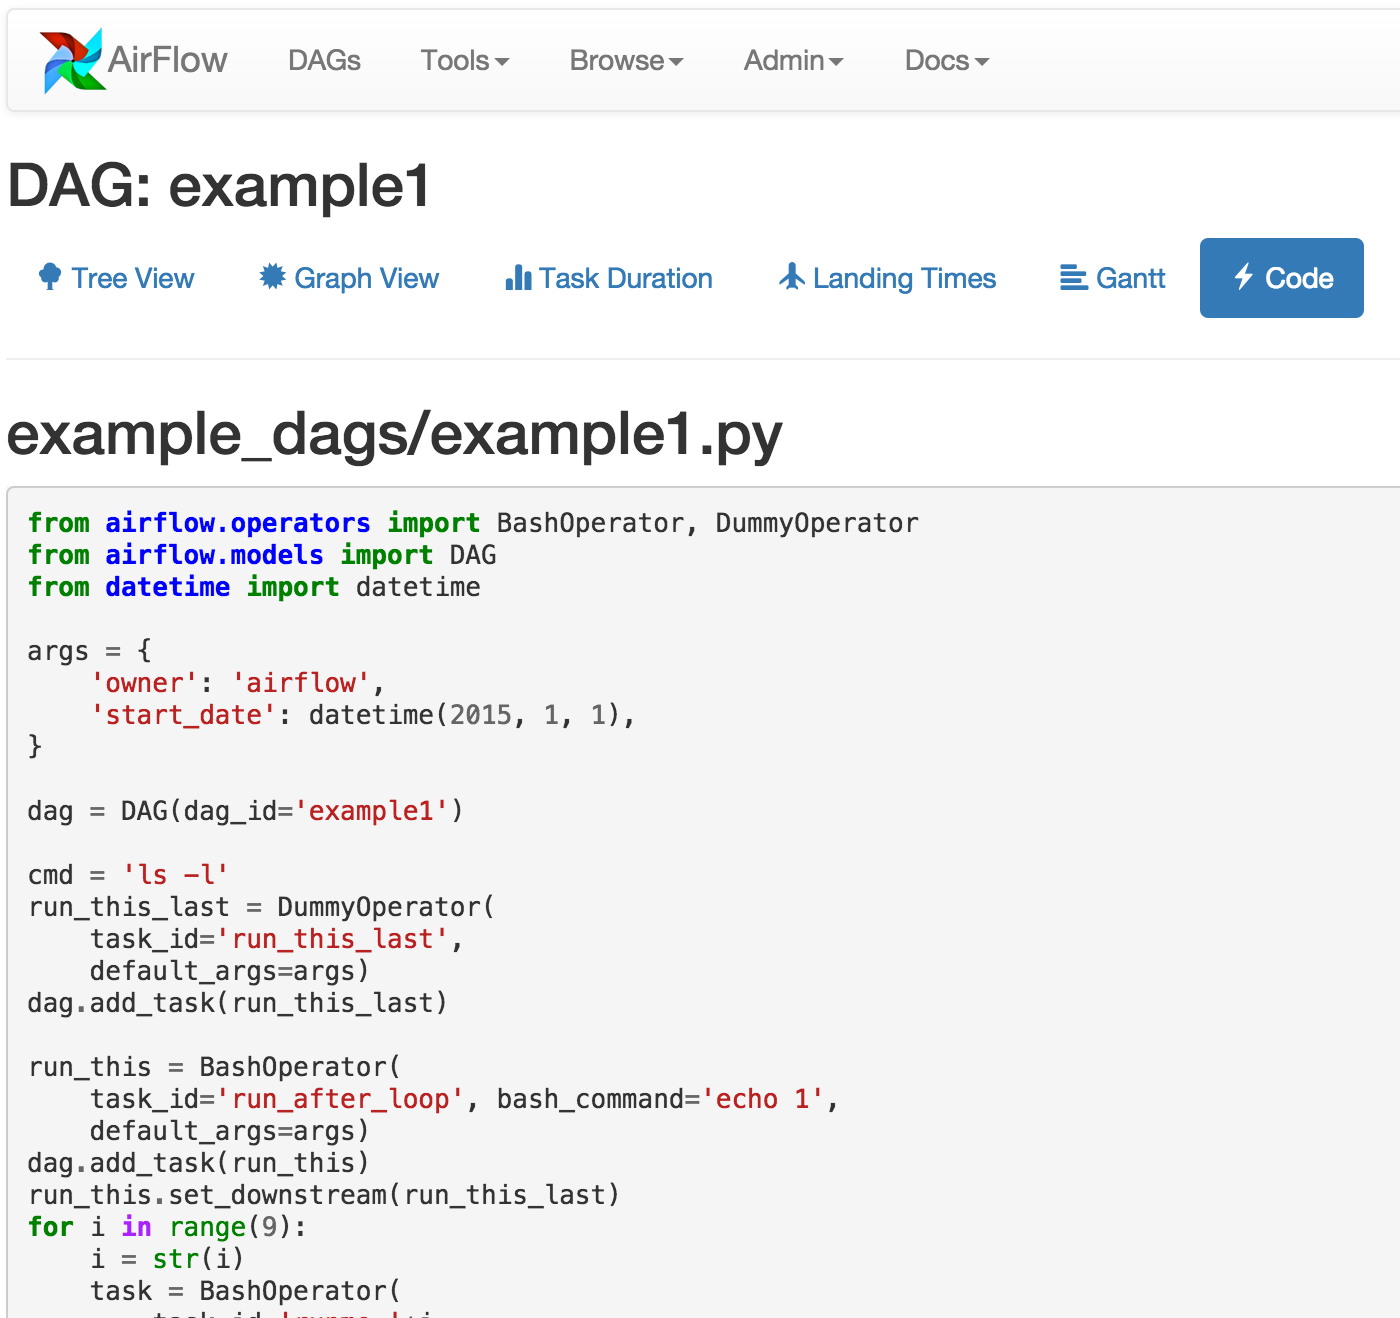 AirFlow DAGs Tools Browse Admin Docs
DAG: example1
Tree View Graph View Task Duration Landing Times Gantt Code
example_dags/example1.py
from airflow.operators import BashOperator, DummyOperator
from airflow.models import DAG
from datetime import datetime
args = {
    'owner': 'airflow',
    'start_date': datetime(2015, 1, 1),
}
dag = DAG(dag_id='example1')
cmd = 'ls -l'
run_this_last = DummyOperator(
    task_id='run_this_last',
    default_args=args)
dag.add_task(run_this_last)
run_this = BashOperator(
    task_id='run_after_loop', bash_command='echo 1',
    default_args=args)
dag.add_task(run_this)
run_this.set_downstream(run_this_last)
for i in range(9):
    i = str(i)
    task = BashOperator(